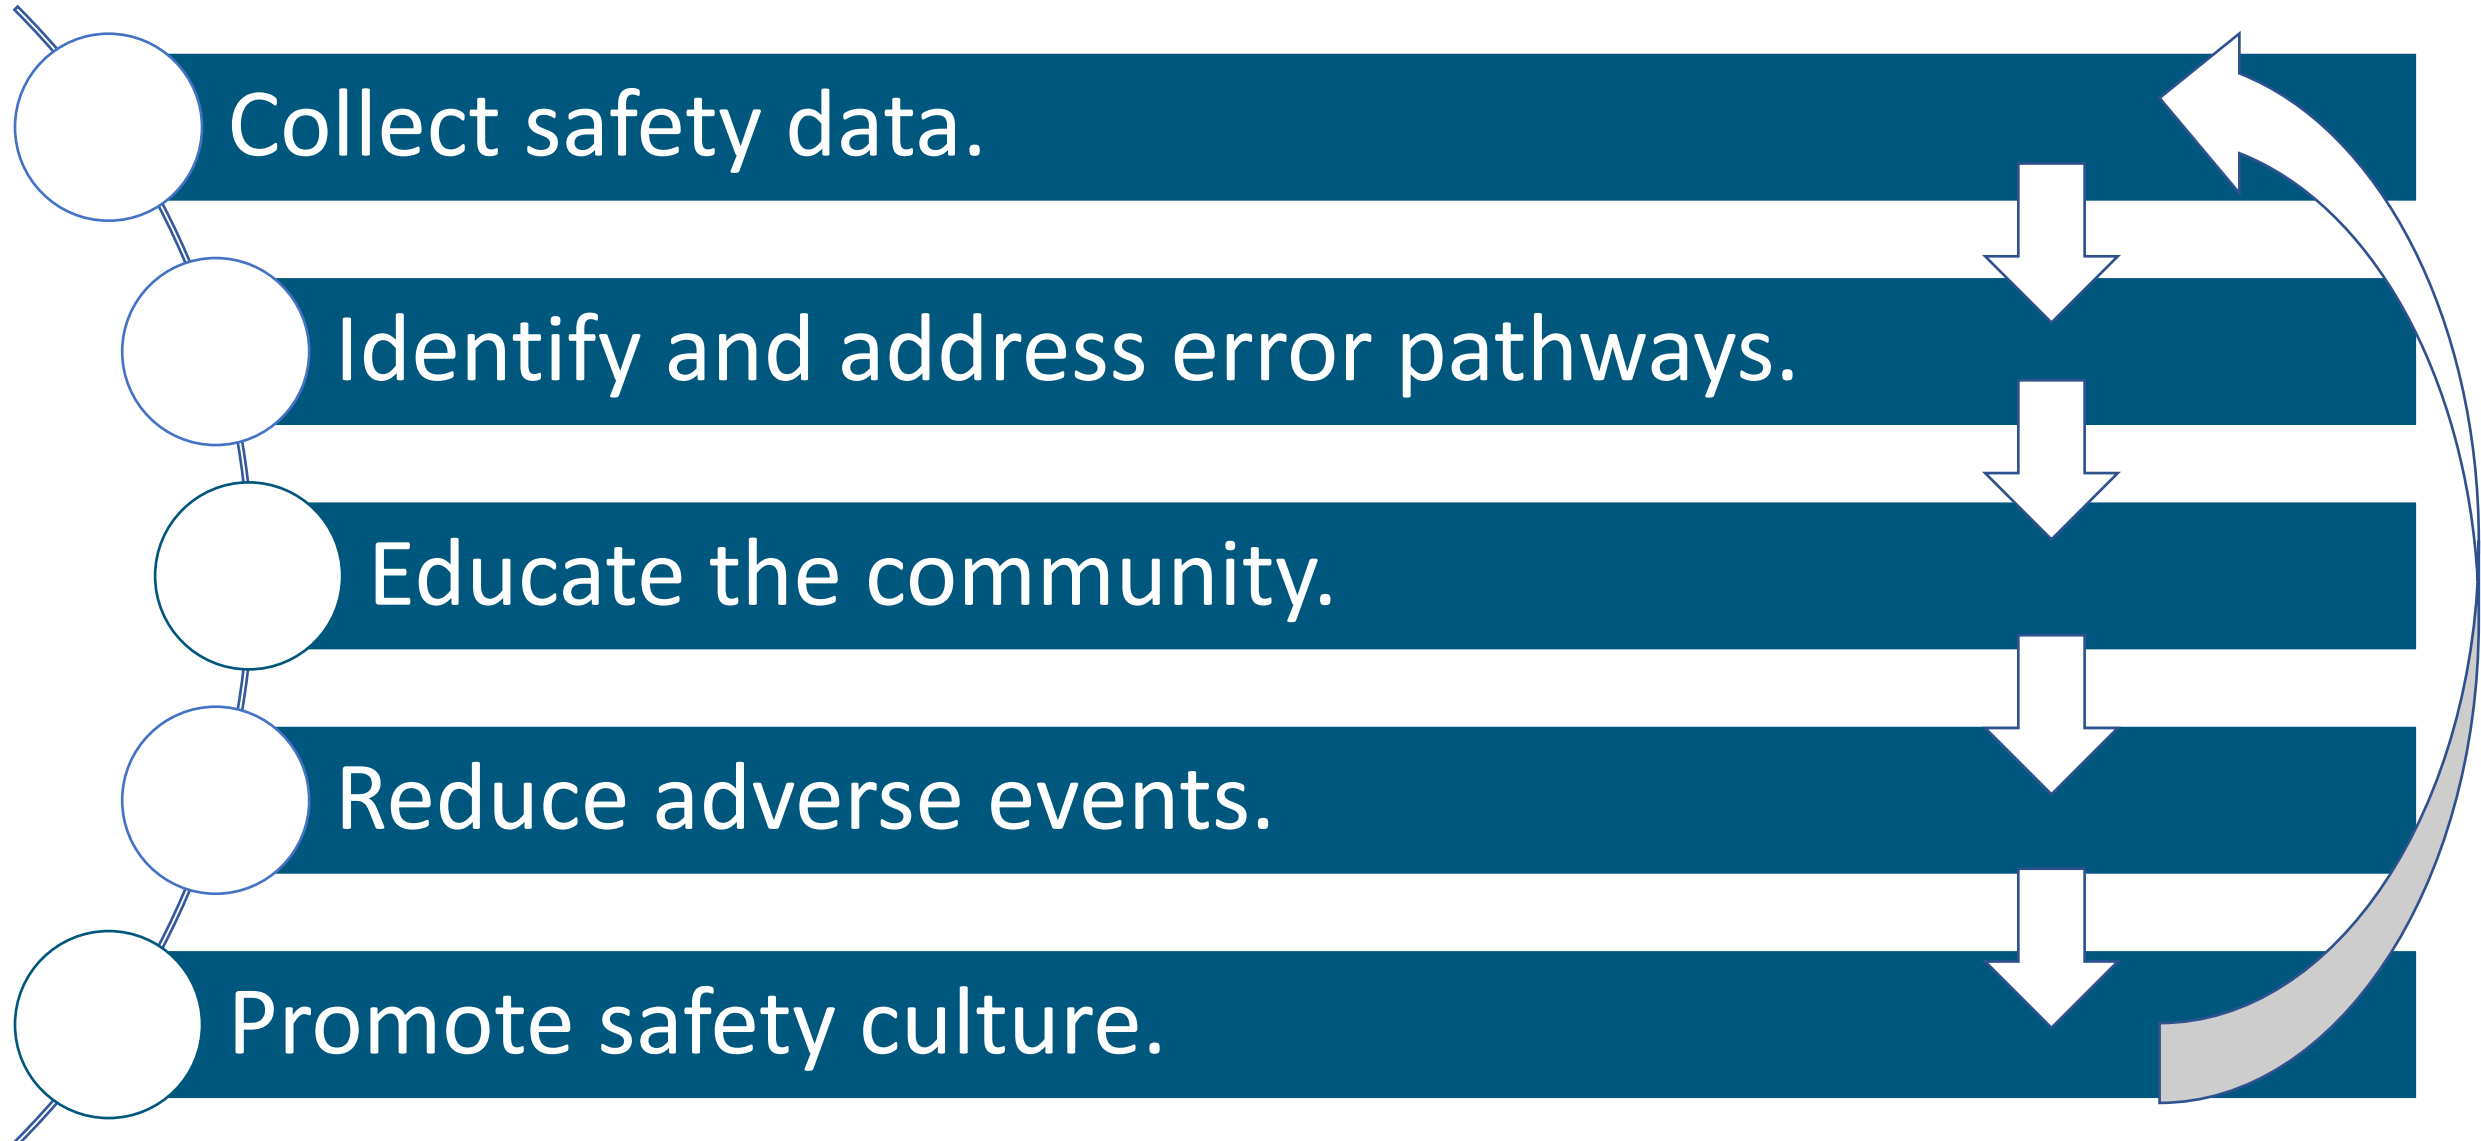 Collect safety data.
Identify and address error pathways.
Educate the community.
Reduce adverse events.
Promote safety culture.